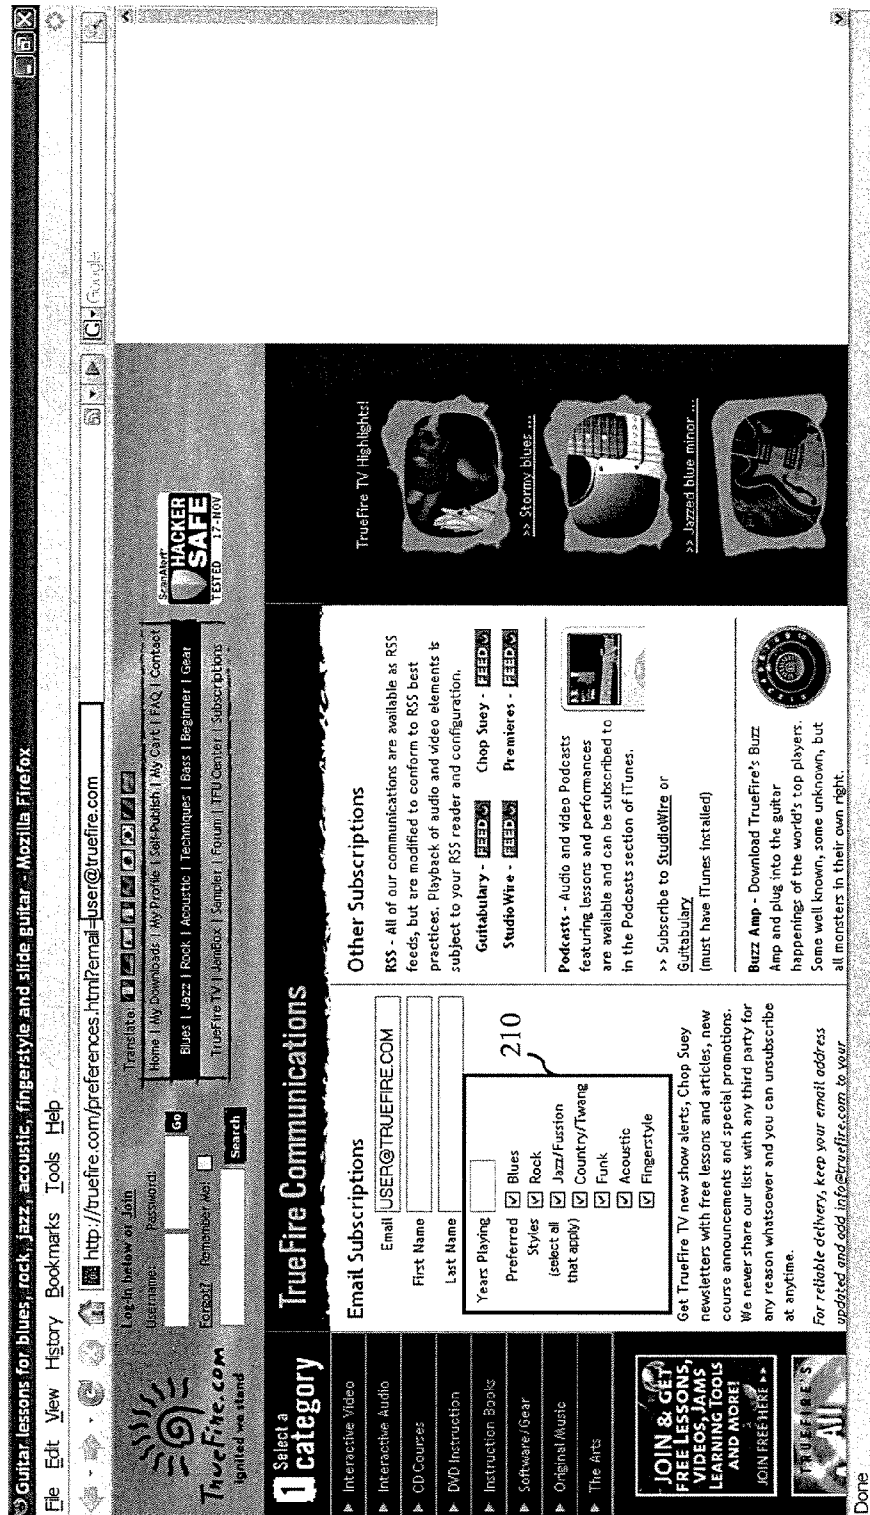 Guitar lessons for blues, rock, jazz, acoustic, fingerstyle and slide guitar - Mozilla Firefox
File Edit View History Bookmarks Tools Help
http://truefire.com/preferences.html?email=user@truefire.com
G Google
TrueFire.com
ignited we stand
Log-In below or Join
Username: Password:
Go
Forgot? Remember Me!
Search
Translate:
Home | My Downloads | My Profile | Self-Publish | My Cart | FAQ | Contact
Blues | Jazz | Rock | Acoustic | Techniques | Bass | Beginner | Gear
TrueFire TV | JamBox | Sampler | Forum | TFU Center | Subscriptions
ScanAlert
HACKER
SAFE
TESTED 17-NOV
1 Select a
category
Interactive Video
Interactive Audio
CD Courses
DVD Instruction
Instruction Books
Software/Gear
Original Music
The Arts
JOIN & GET
FREE LESSONS,
VIDEOS, JAMS
LEARNING TOOLS
AND MORE!
JOIN FREE HERE >>
TRUEFIRE'S
ALL
TrueFire Communications
Email Subscriptions
Email USER@TRUEFIRE.COM
First Name
Last Name
Years Playing
Preferred Styles (select all that apply)
Blues
Rock
Jazz/Fussion
Country/Twang
Funk
Acoustic
Fingerstyle
210
Get TrueFire TV new show alerts, Chop Suey
newsletters with free lessons and articles, new
course announcements and special promotions.
We never share our lists with any third party for
any reason whatsoever and you can unsubscribe
at anytime.
For reliable delivery, keep your email address
updated and add info@truefire.com to your
Other Subscriptions
RSS - All of our communications are available as RSS
feeds, but are modified to conform to RSS best
practices. Playback of audio and video elements is
subject to your RSS reader and configuration.
Guitabulary - FEED Chop Suey - FEED
StudioWire - FEED Premieres - FEED
Podcasts - Audio and video Podcasts
featuring lessons and performances
are available and can be subscribed to
in the Podcasts section of iTunes.
>> Subscribe to StudioWire or
Guitabulary
(must have iTunes installed)
Buzz Amp - Download TrueFire's Buzz
Amp and plug into the guitar
happenings of the world's top players.
Some well known, some unknown, but
all monsters in their own right.
TrueFire TV Highlights!
>> Stormy blues ...
>> Jazzed blue minor ...
Done